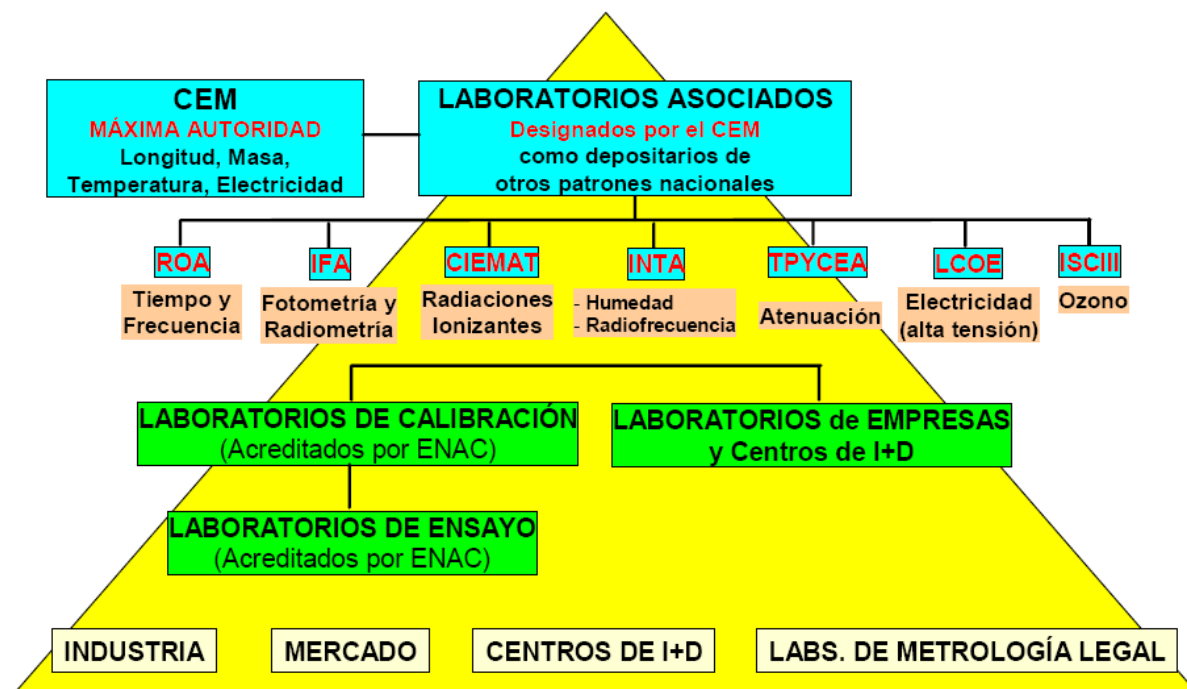 CEM
MÁXIMA AUTORIDAD
Longitud, Masa,
Temperatura, Electricidad
LABORATORIOS ASOCIADOS
Designados por el CEM
como depositarios de
otros patrones nacionales
ROA
Tiempo y
Frecuencia
IFA
Fotometría y
Radiometría
CIEMAT
Radiaciones
Ionizantes
INTA
- Humedad
- Radiofrecuencia
TPYCEA
Atenuación
LCOE
Electricidad
(alta tensión)
ISCIII
Ozono
LABORATORIOS DE CALIBRACIÓN
(Acreditados por ENAC)
LABORATORIOS de EMPRESAS
y Centros de I+D
LABORATORIOS DE ENSAYO
(Acreditados por ENAC)
INDUSTRIA
MERCADO
CENTROS DE I+D
LABS. DE METROLOGÍA LEGAL